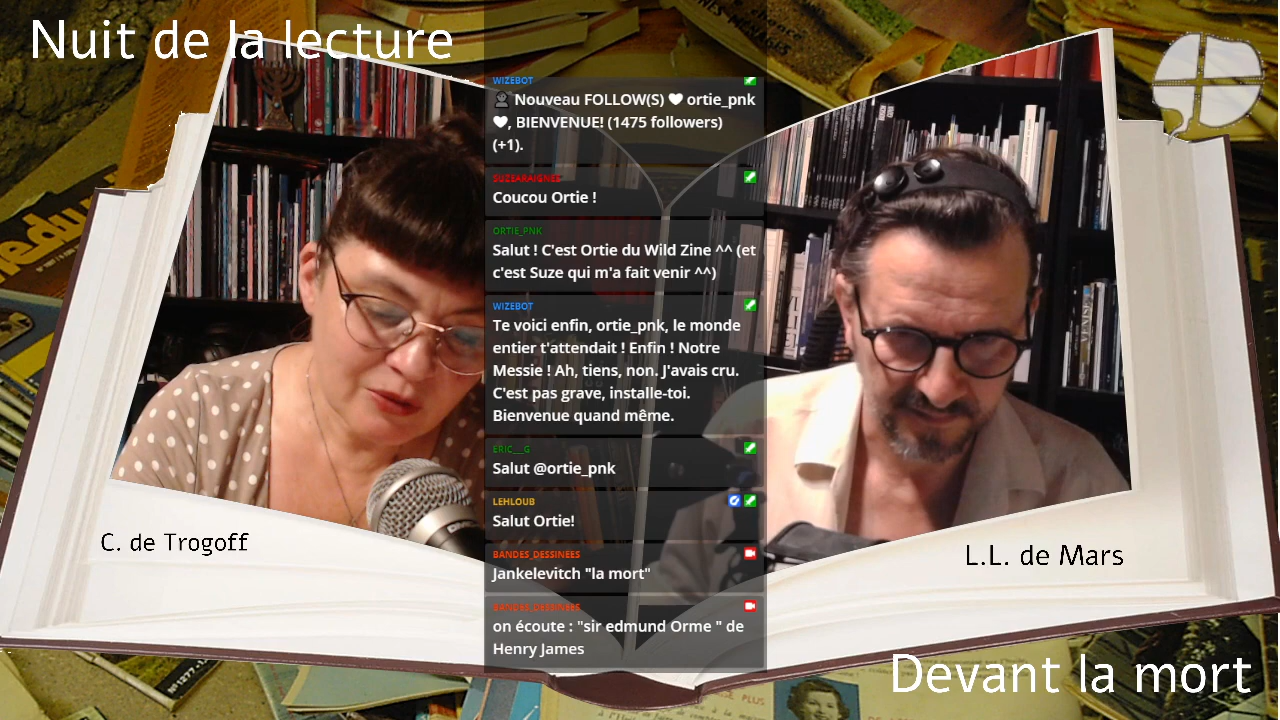 Nuit de la lecture
WIZEBOT
Nouveau FOLLOW(S) ♥ ortie_pnk
♥, BIENVENUE! (1475 followers)
(+1).
SUZEARAIGNES
Coucou Ortie !
ORTIE_PNK
Salut ! C'est Ortie du Wild Zine ^^ (et
c'est Suze qui m'a fait venir ^^)
WIZEBOT
Te voici enfin, ortie_pnk, le monde
entier t'attendait ! Enfin ! Notre
Messie ! Ah, tiens, non. J'avais cru.
C'est pas grave, installe-toi.
Bienvenue quand même.
ERIC__G
Salut @ortie_pnk
LEHLOUB
Salut Ortie!
BANDES_DESSINEES
Jankelevitch "la mort"
BANDES_DESSINEES
on écoute : "sir edmund Orme " de
Henry James
C. de Trogoff
L.L. de Mars
Devant la mort